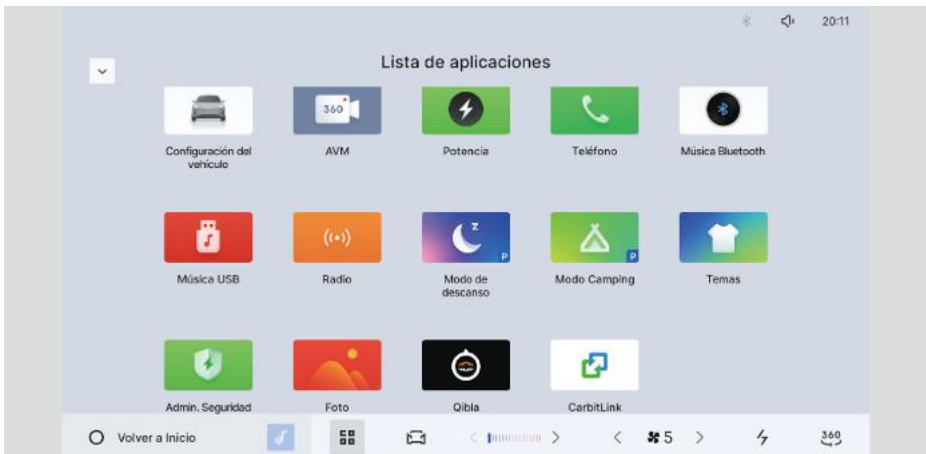 20:11
Lista de aplicaciones
360
Configuración del
vehículo
AVM
Potencia
Teléfono
Música Bluetooth
Z
P
P
Música USB
Radio
Modo de
descanso
Modo Camping
Temas
Admin. Seguridad
Foto
Qibla
CarbitLink
Volver a Inicio
5
360